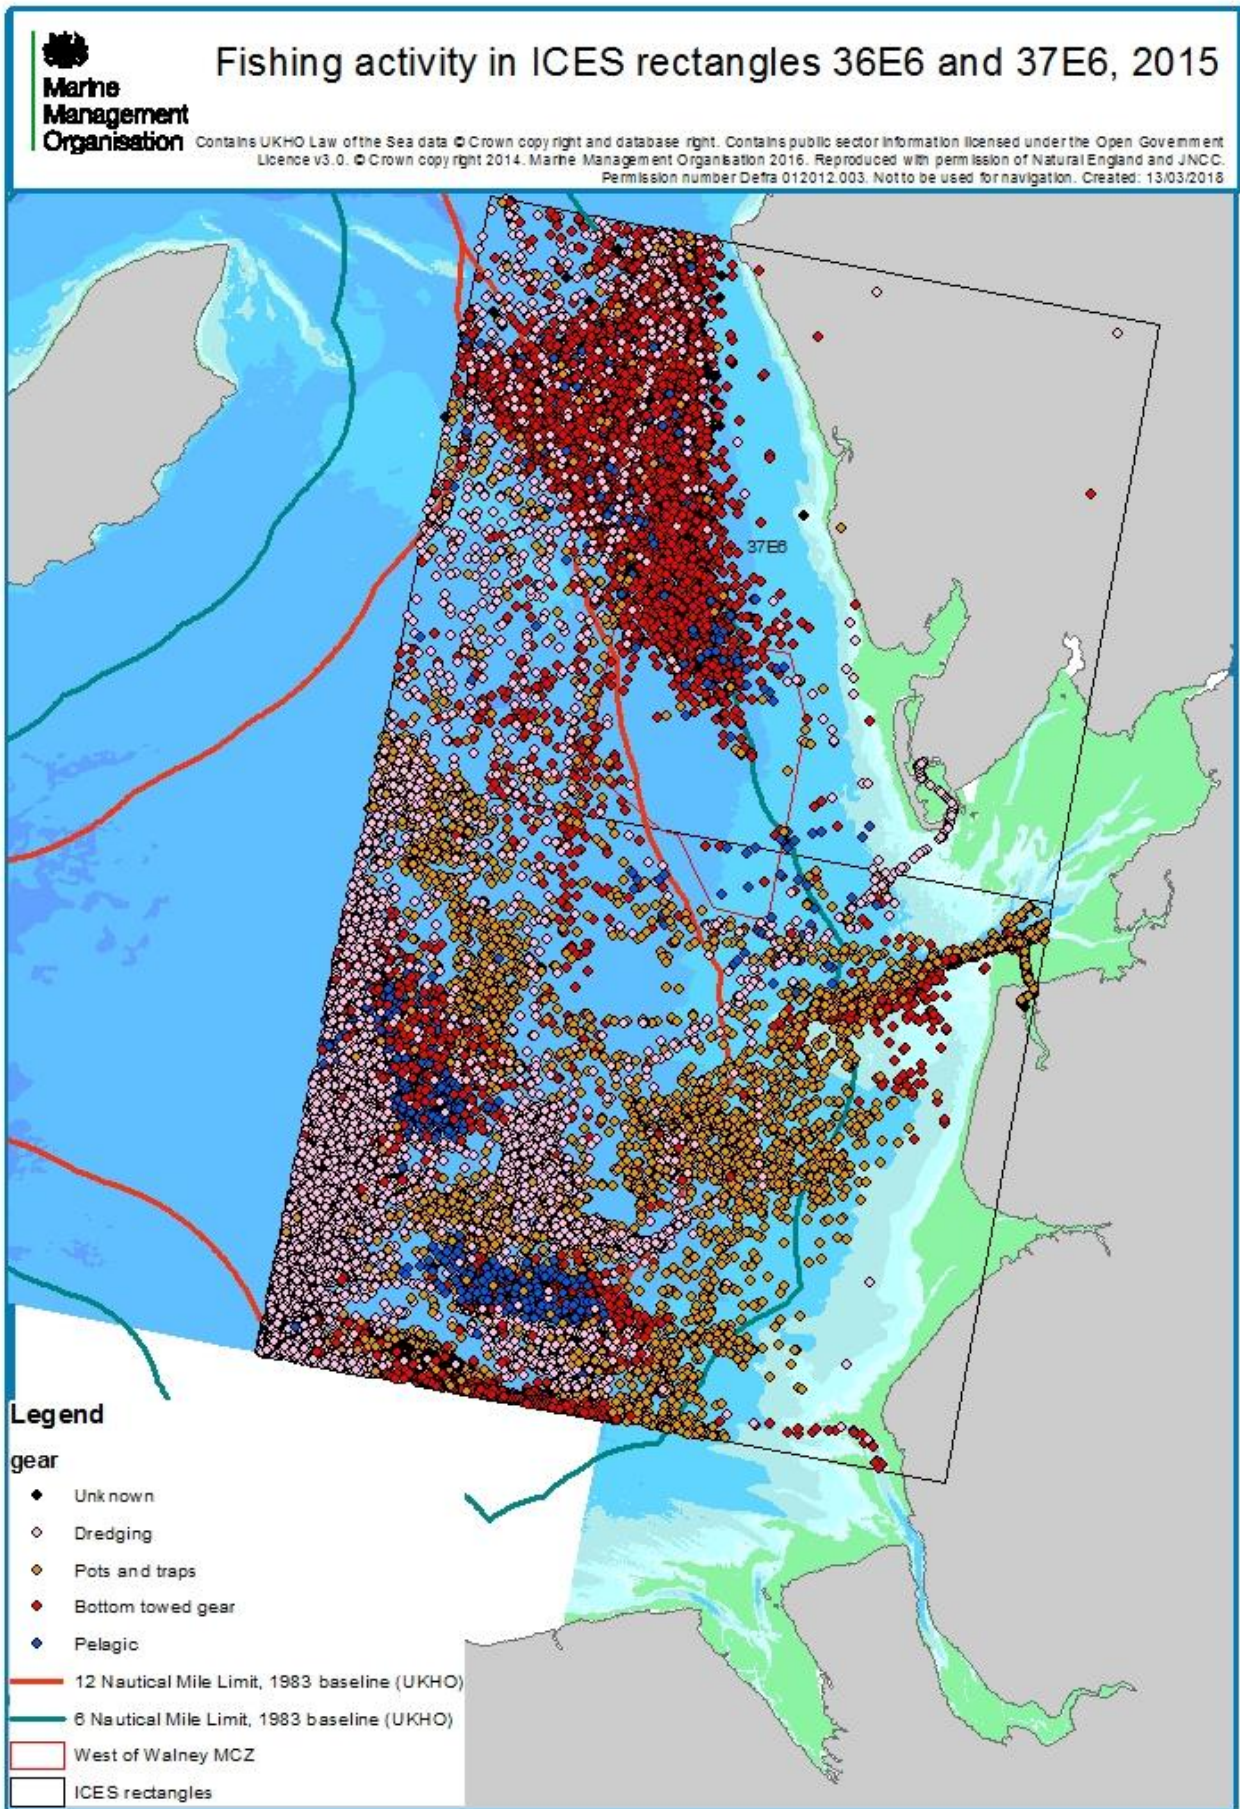 Marine
Management
Organisation
Fishing activity in ICES rectangles 36E6 and 37E6, 2015
Contains UKHO Law of the Sea data © Crown copyright and database right. Contains public sector information licensed under the Open Government
Licence v3.0. © Crown copyright 2014. Marine Management Organisation 2016. Reproduced with permission of Natural England and JNCC.
Permission number Defra 012012.003. Not to be used for navigation. Created: 13/03/2018
37E6
Legend
gear
Unknown
Dredging
Pots and traps
Bottom towed gear
Pelagic
12 Nautical Mile Limit, 1983 baseline (UKHO)
6 Nautical Mile Limit, 1983 baseline (UKHO)
West of Walney MCZ
ICES rectangles